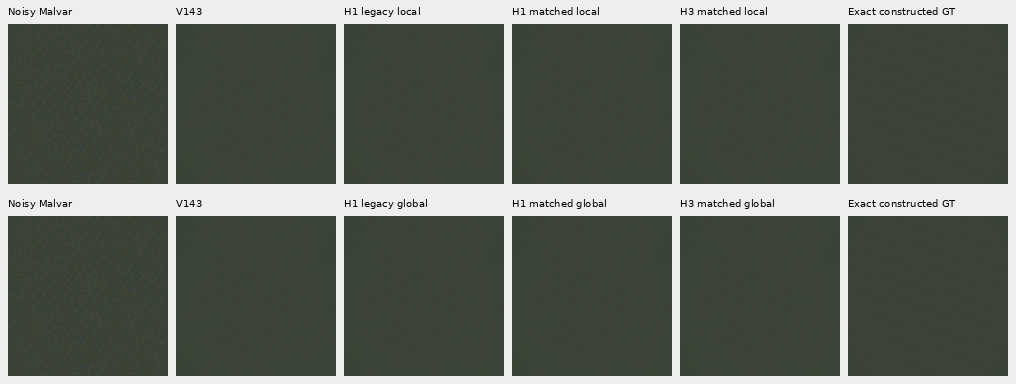 Noisy Malvar V143 H1 legacy local H1 matched local H3 matched local Exact constructed GT
Noisy Malvar V143 H1 legacy global H1 matched global H3 matched global Exact constructed GT